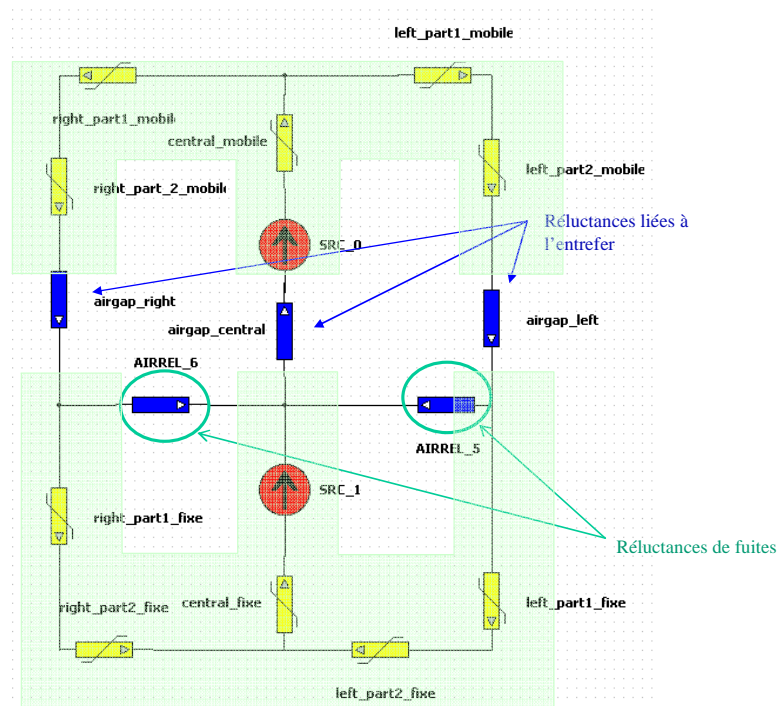 left_part1_mobile
right_part1_mobile
central_mobile
right_part_2_mobile
left_part2_mobile
SRC_0
Réluctances liées à
l'entrefer
airgap_right
airgap_central
airgap_left
AIRREL_6
AIRREL_5
SRC_1
right_part1_fixe
Réluctances de fuites
right_part2_fixe
central_fixe
left_part1_fixe
left_part2_fixe